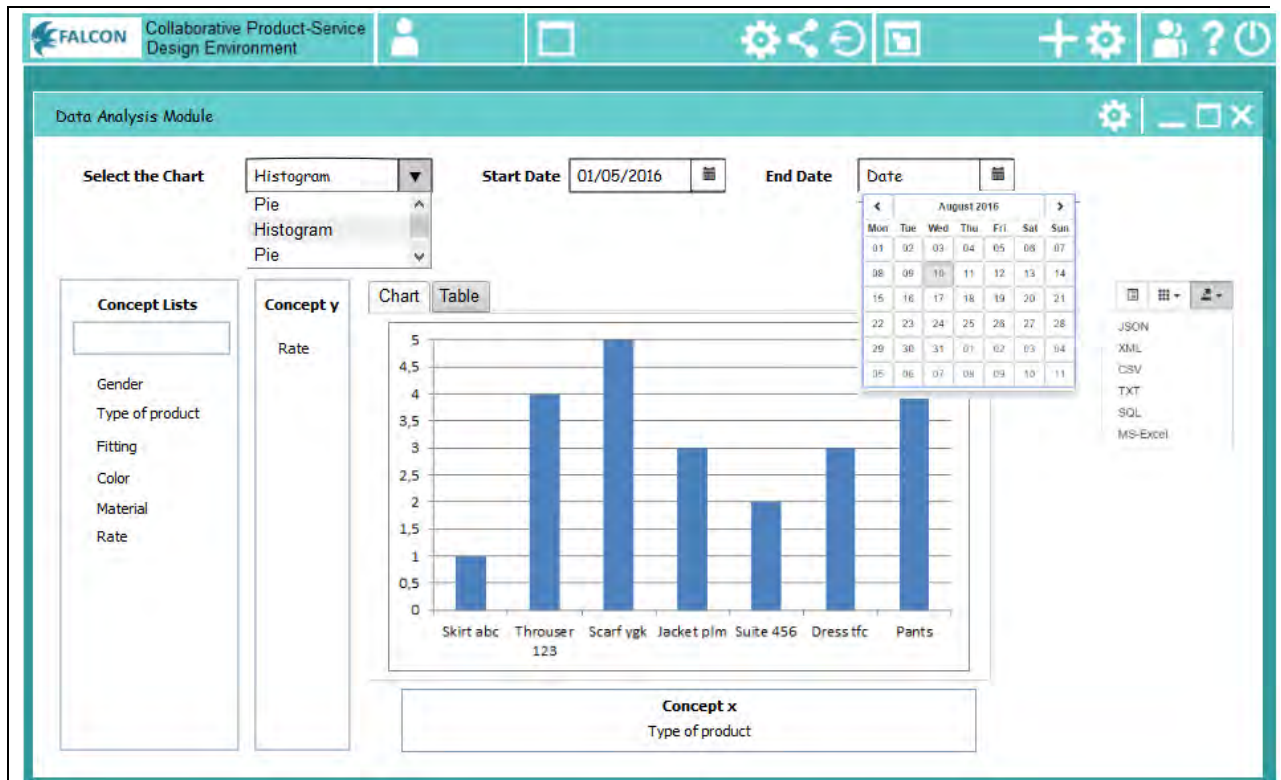 FALCON
Collaborative Product-Service
Design Environment
?
Data Analysis Module
Select the Chart
Histogram
Pie
Histogram
Pie
Start Date
01/05/2016
End Date
Date
August 2016
Mon Tue Wed Thu Fri Sat Sun
01 02 03 04 05 06 07
08 09 10 11 12 13 14
15 16 17 18 19 20 21
22 23 24 25 26 27 28
29 30 31 01 02 03 04
05 06 07 08 09 10 11
Concept Lists
Gender
Type of product
Fitting
Color
Material
Rate
Concept y
Rate
Chart
Table
5
4,5
4
3,5
3
2,5
2
1,5
1
0,5
0
Skirt abc
Throuser
123
Scarf ygk
Jacket plm
Suite 456
Dress tfc
Pants
Concept x
Type of product
JSON
XML
CSV
TXT
SQL
MS-Excel